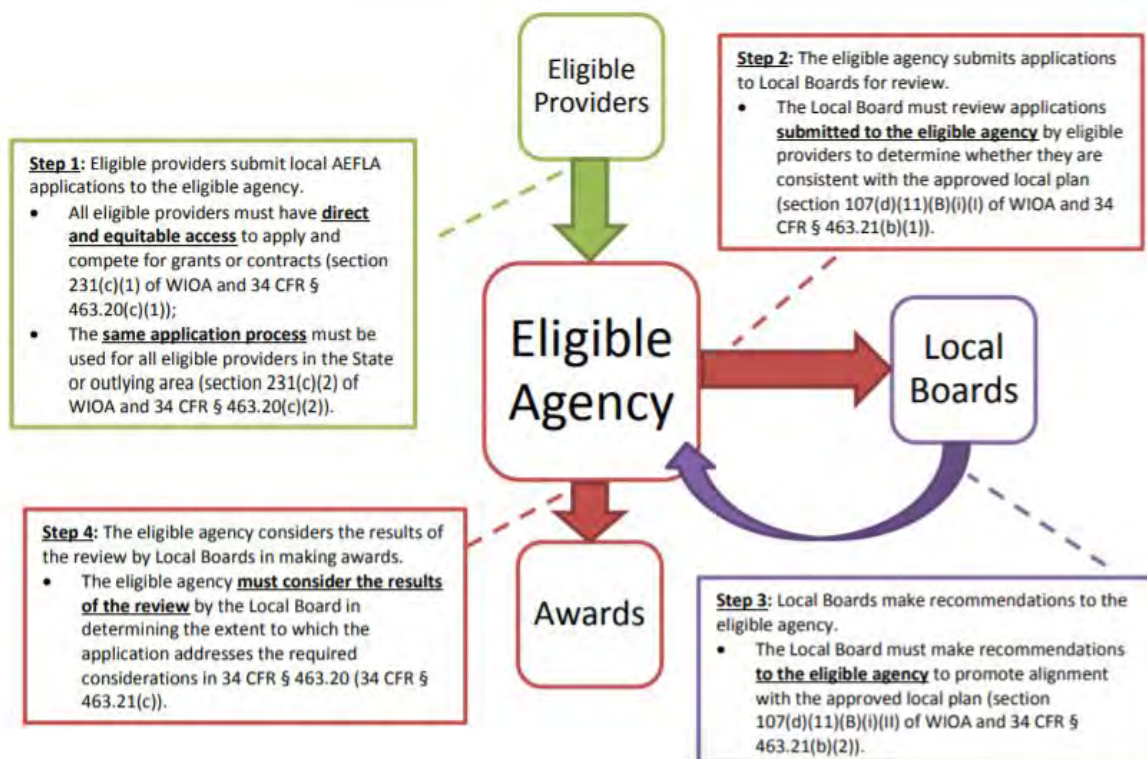 Eligible
Providers
Step 1: Eligible providers submit local AEFLA
applications to the eligible agency.
• All eligible providers must have direct
and equitable access to apply and
compete for grants or contracts (section
231(c)(1) of WIOA and 34 CFR §
463.20(c)(1));
• The same application process must be
used for all eligible providers in the State
or outlying area (section 231(c)(2) of
WIOA and 34 CFR § 463.20(c)(2)).
Step 2: The eligible agency submits applications
to Local Boards for review.
• The Local Board must review applications
submitted to the eligible agency by eligible
providers to determine whether they are
consistent with the approved local plan
(section 107(d)(11)(B)(i)(I) of WIOA and 34
CFR § 463.21(b)(1)).
Eligible
Agency
Local
Boards
Step 4: The eligible agency considers the results of
the review by Local Boards in making awards.
• The eligible agency must consider the results
of the review by the Local Board in
determining the extent to which the
application addresses the required
considerations in 34 CFR § 463.20 (34 CFR §
463.21(c)).
Awards
Step 3: Local Boards make recommendations to the
eligible agency.
• The Local Board must make recommendations
to the eligible agency to promote alignment
with the approved local plan (section
107(d)(11)(B)(i)(II) of WIOA and 34 CFR §
463.21(b)(2)).